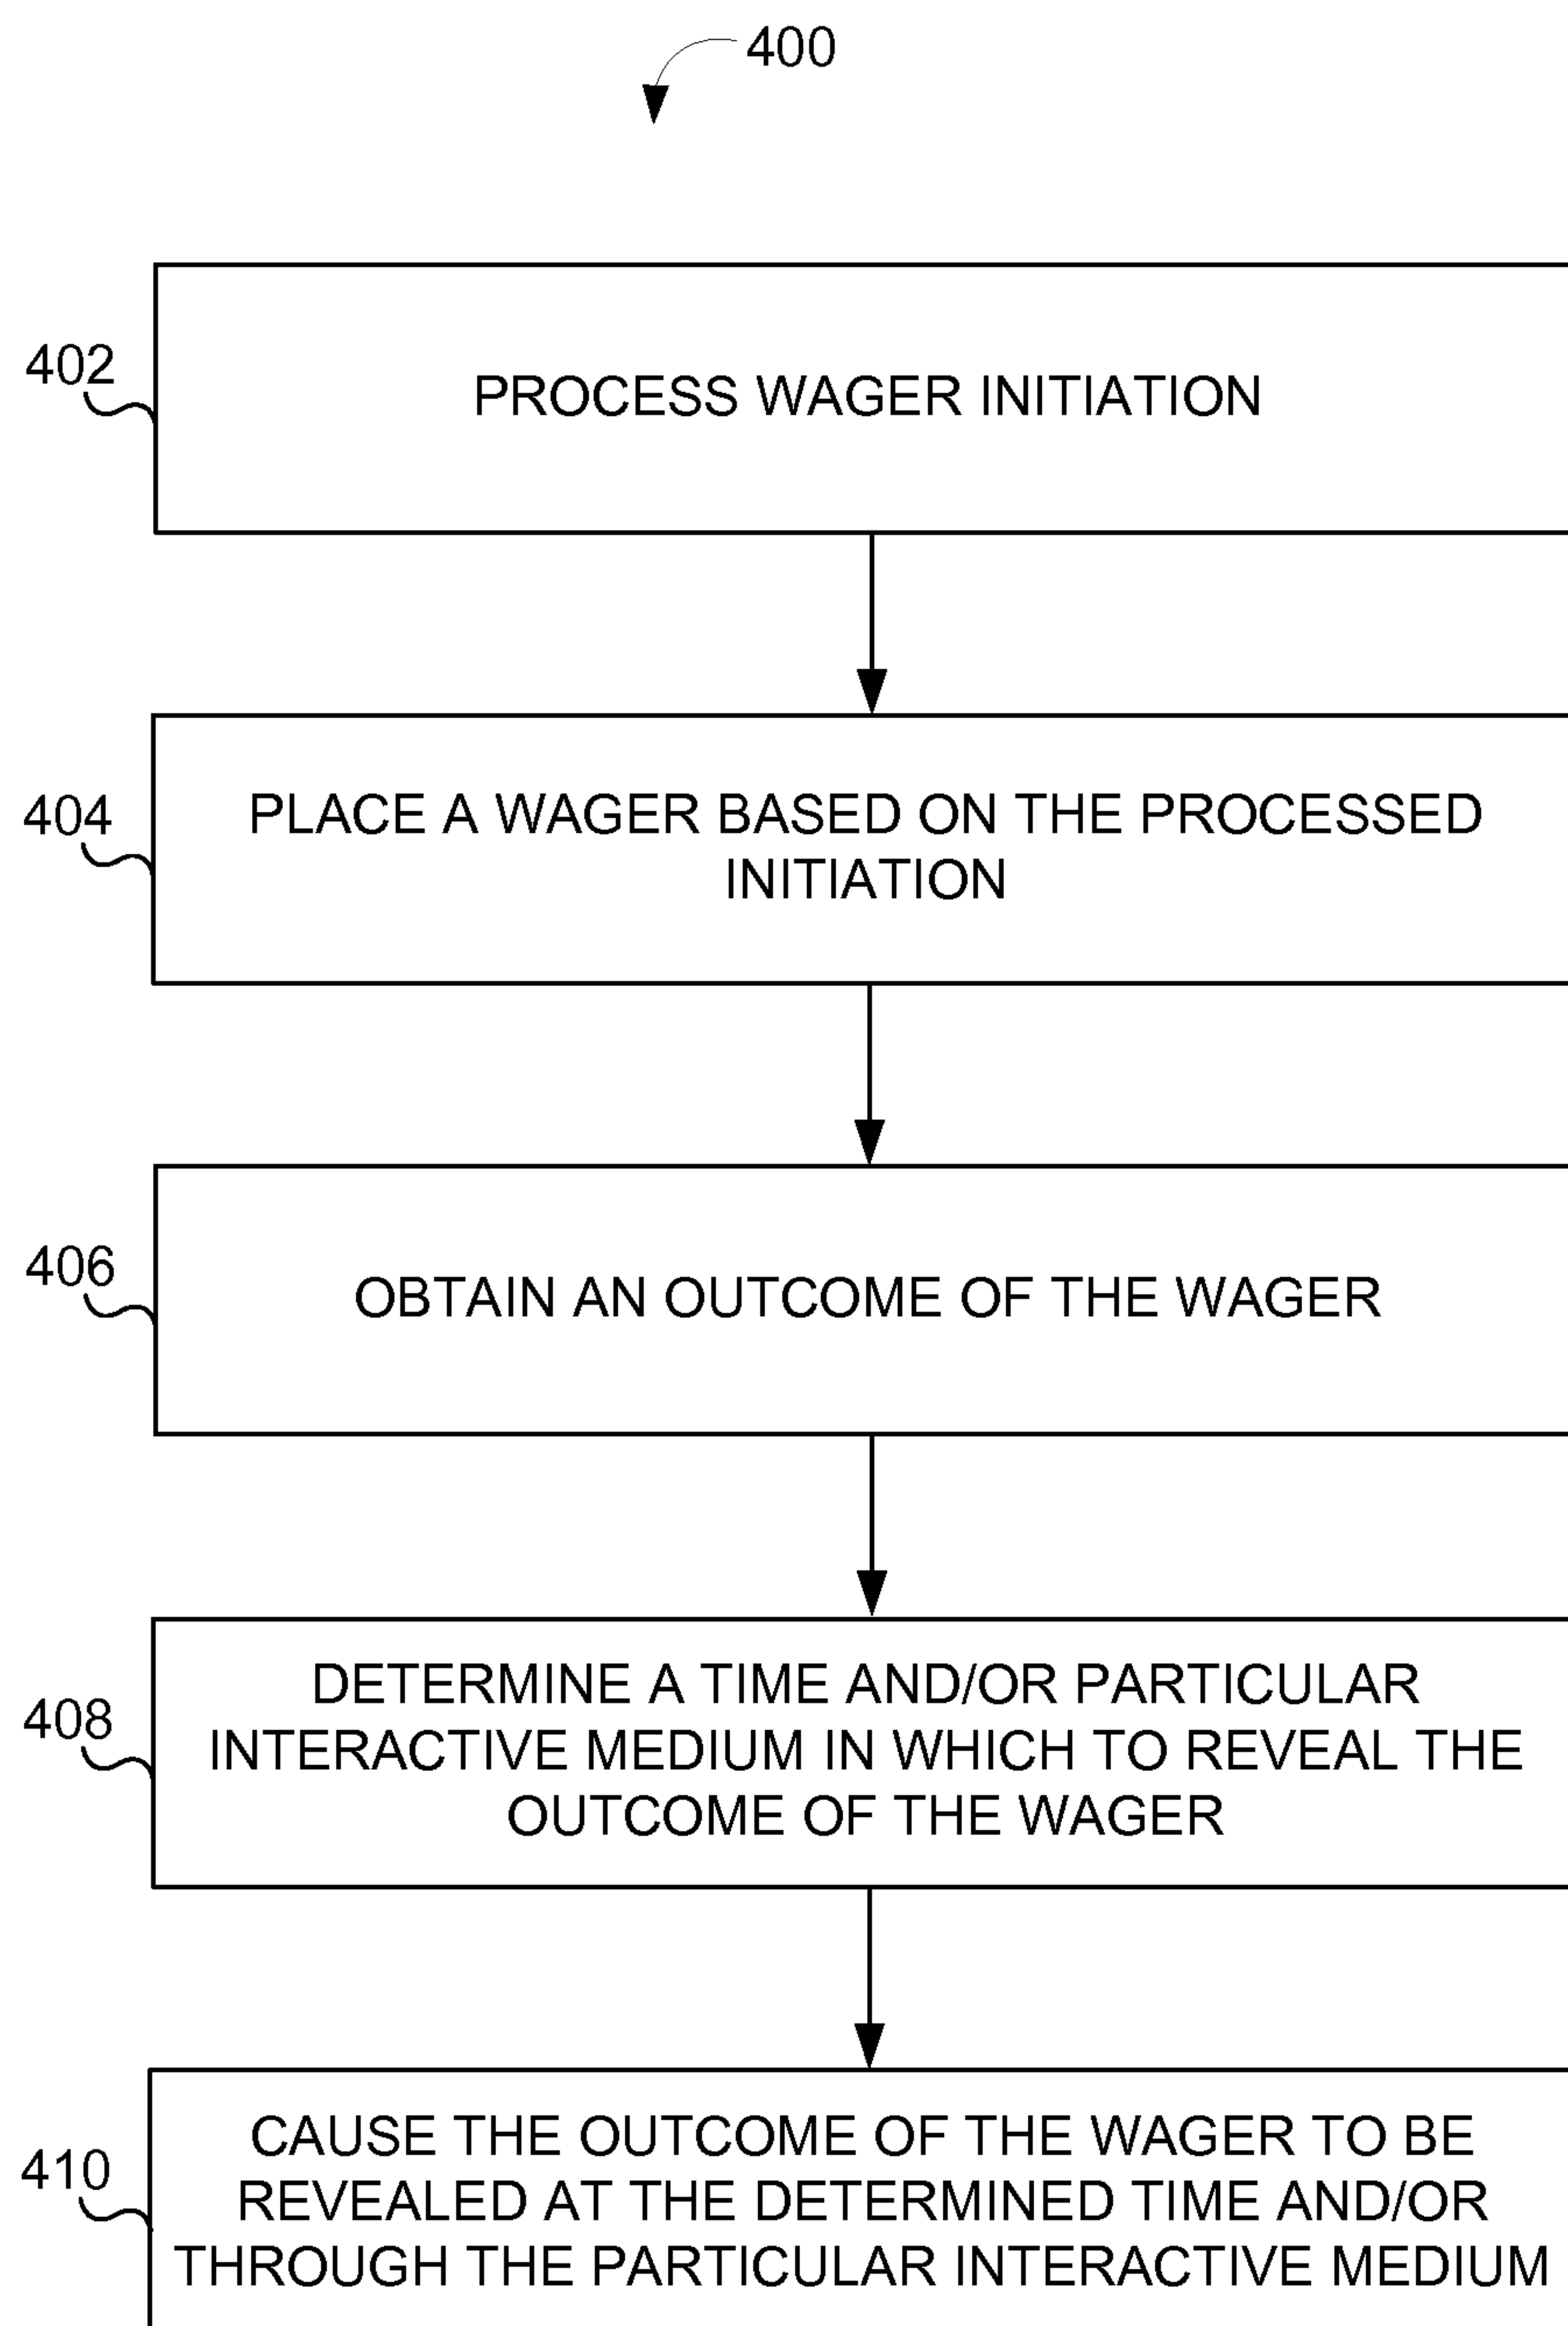 400
402
PROCESS WAGER INITIATION
404
PLACE A WAGER BASED ON THE PROCESSED
INITIATION
406
OBTAIN AN OUTCOME OF THE WAGER
408
DETERMINE A TIME AND/OR PARTICULAR
INTERACTIVE MEDIUM IN WHICH TO REVEAL THE
OUTCOME OF THE WAGER
410
CAUSE THE OUTCOME OF THE WAGER TO BE
REVEALED AT THE DETERMINED TIME AND/OR
THROUGH THE PARTICULAR INTERACTIVE MEDIUM